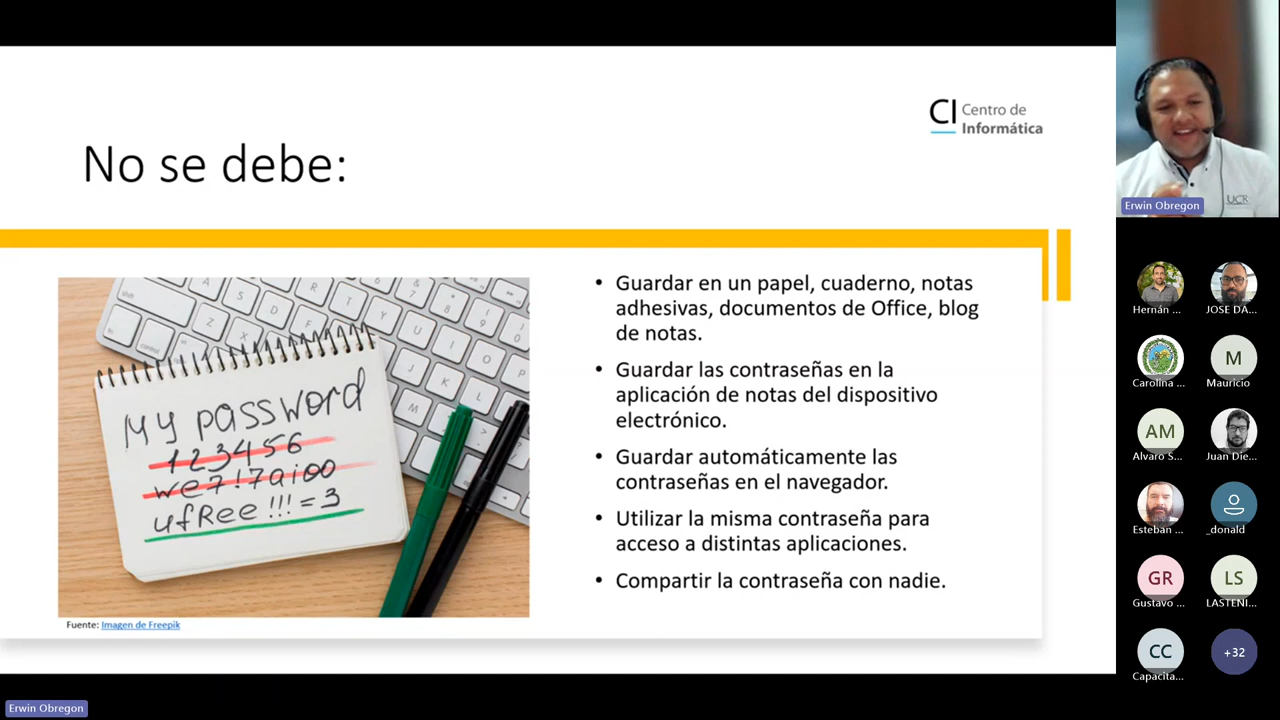 CI Centro de
Informática
No se debe:
My password
123456
we7!7aioo
ufRee!!!=3
Fuente: Imagen de Freepik
• Guardar en un papel, cuaderno, notas
adhesivas, documentos de Office, blog
de notas.
• Guardar las contraseñas en la
aplicación de notas del dispositivo
electrónico.
• Guardar automáticamente las
contraseñas en el navegador.
• Utilizar la misma contraseña para
acceso a distintas aplicaciones.
• Compartir la contraseña con nadie.
UCR
Erwin Obregon
Hernán ...
JOSE DA...
Carolina ...
M
Mauricio
AM
Alvaro S...
Juan Die...
Esteban ...
_donald
GR
Gustavo ...
LS
LASTENI...
CC
Capacita...
+32
Erwin Obregon